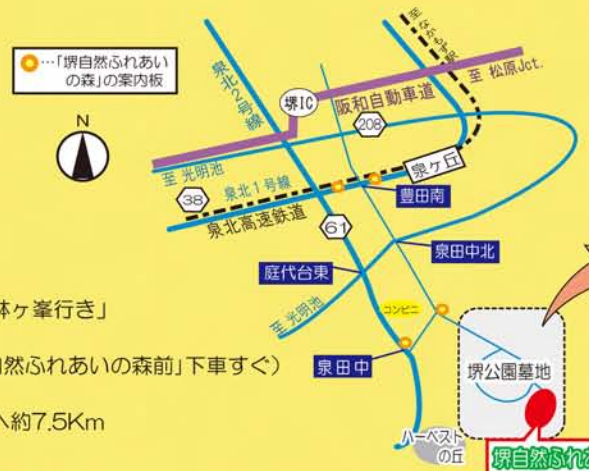 …「堺自然ふれあい
の森」の案内板
N
至なかもず駅
泉北2号線
堺IC
阪和自動車道
至 松原Jct.
208
至 光明池
泉北1号線
泉ヶ丘
38
泉北高速鉄道
豊田南
61
泉田中北
庭代台東
至 光明池
コンビニ
泉田中
堺公園墓地
ハーベスト
の丘
堺自然ふれあ
鉢ヶ峯行き」
自然ふれあいの森前」下車すぐ）
へ約7.5Km